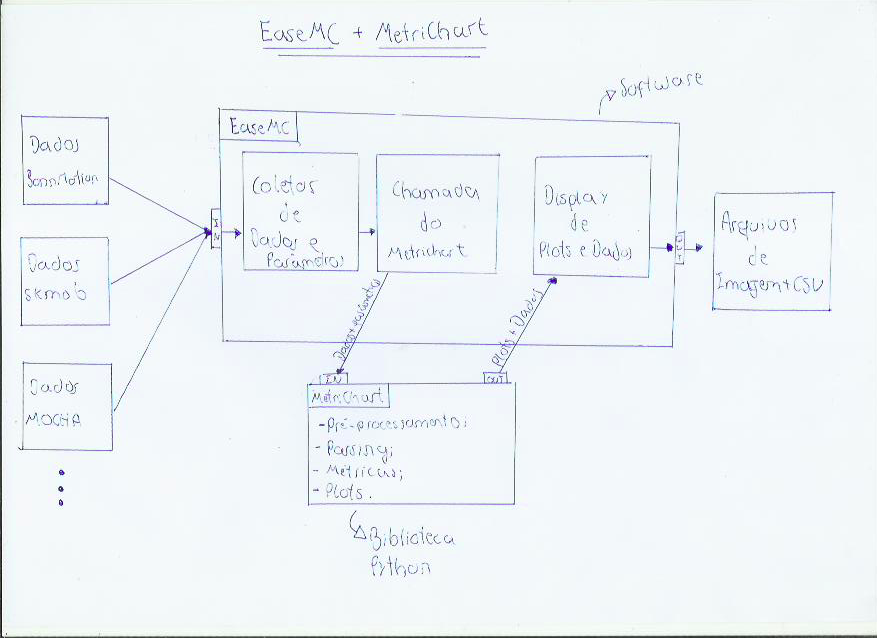 EaseMC + MetriChart
Software
EaseMC
Dados
BonnMotion
Dados
SKmob
Dados
MOCHA
IN
Coletor
de
Dados e
Parâmetros
Chamada
do
Metrichart
Display
de
Plots e Dados
OUT
Arquivos
de
Imagem+CSV
Dados + parâmetros
Plots + Dados
IN
OUT
MetriChart
- Pré-processamento;
- Parsing;
- Métricas;
- Plots.
Biblioteca
Python